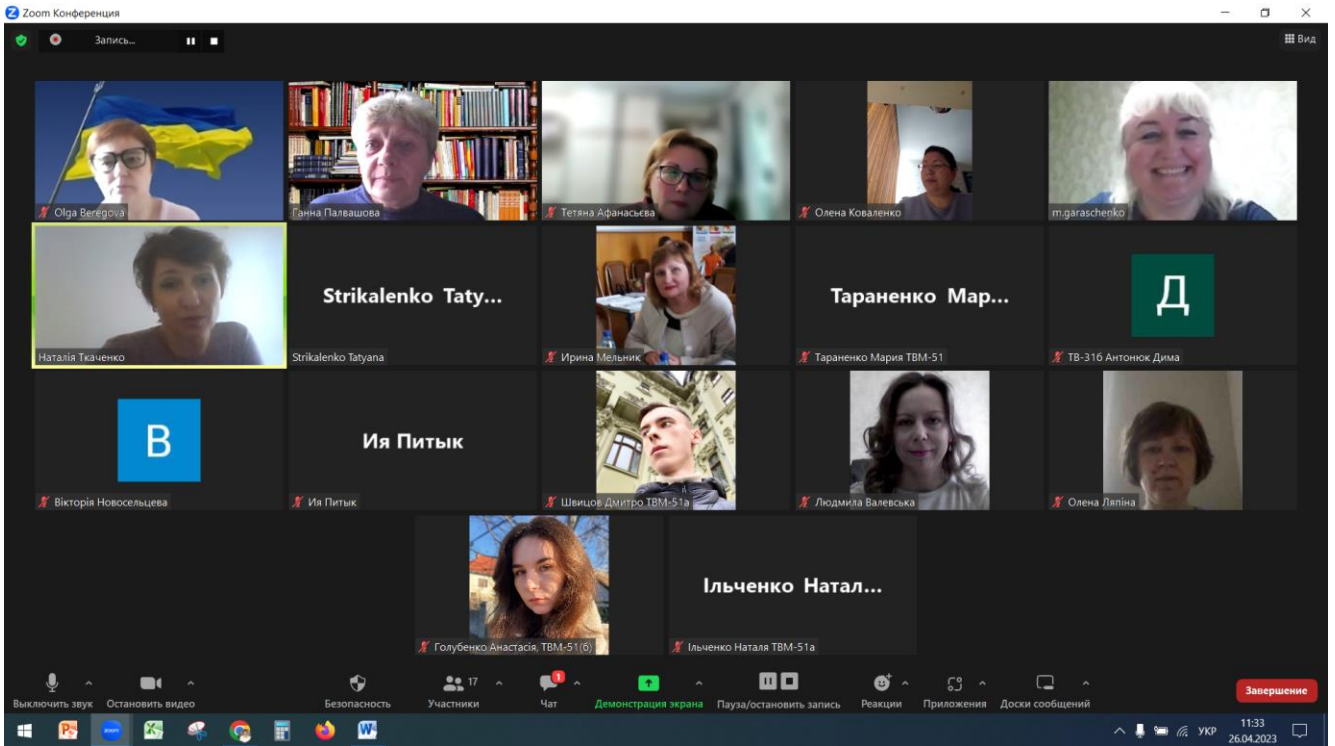 Zoom Конференция
Запись...
Вид
Olga Beregova
Ганна Палвашова
Тетяна Афанасьєва
Олена Коваленко
m.garaschenko
Наталія Ткаченко
Strikalenko Taty...
Strikalenko Tatyana
Ирина Мельник
Тараненко Мар...
Тараненко Мария ТВМ-51
Д
ТВ-316 Антонюк Дима
В
Вікторія Новосельцева
Ия Питык
Ия Питык
Швицов Дмитро ТВМ-51а
Людмила Валевська
Олена Ляпіна
Голубенко Анастасія, ТВМ-51(б)
Ільченко Натал...
Ільченко Наталя ТВМ-51а
Выключить звук
Остановить видео
Безопасность
17
Участники
1
Чат
Демонстрация экрана
Пауза/остановить запись
Реакции
Приложения
Доски сообщений
Завершение
zoom
УКР
11:33
26.04.2023